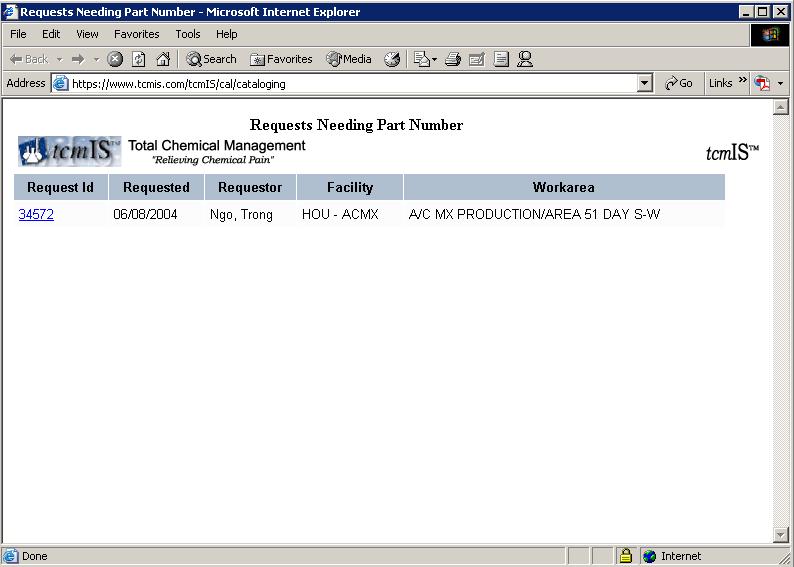 Requests Needing Part Number - Microsoft Internet Explorer
File Edit View Favorites Tools Help
Back Search Favorites Media
Address https://www.tcmis.com/tcmIS/cal/cataloging Go Links »
Requests Needing Part Number
tcmIS™ Total Chemical Management tcmIS™
"Relieving Chemical Pain"
Request Id Requested Requestor Facility Workarea
34572 06/08/2004 Ngo, Trong HOU - ACMX A/C MX PRODUCTION/AREA 51 DAY S-W
Done Internet